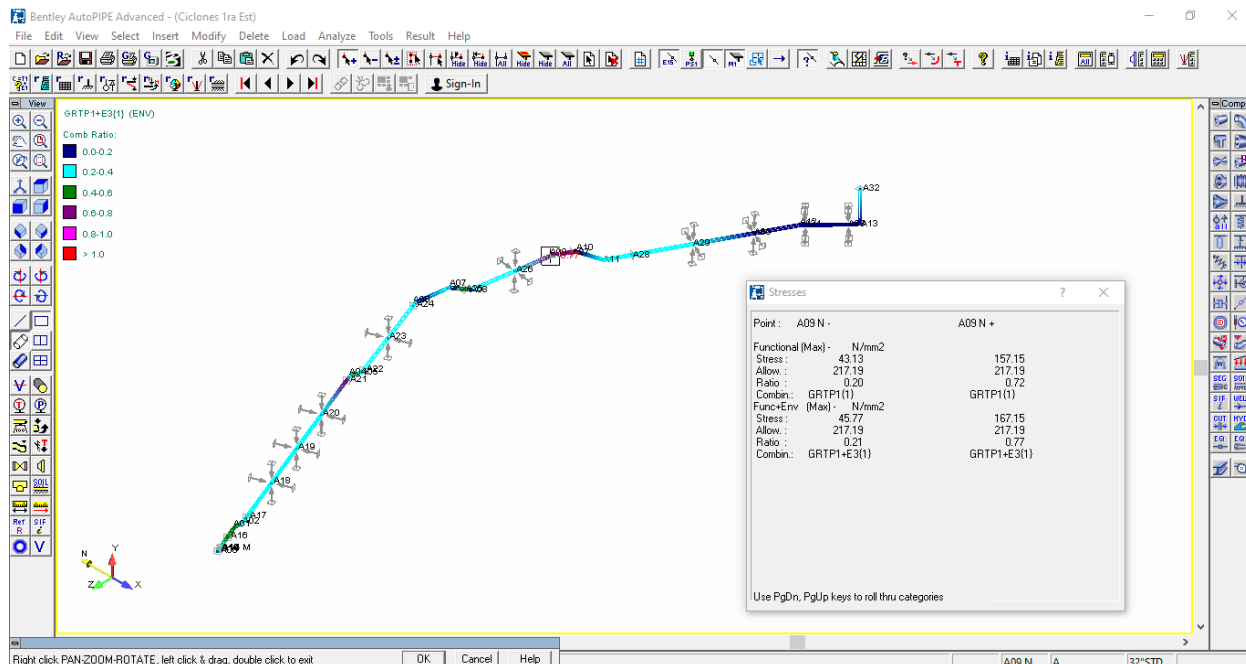 Bentley AutoPIPE Advanced - (Ciclones 1ra Est)
File Edit View Select Insert Modify Delete Load Analyze Tools Result Help
Sign-In
View
GRTP1+E3{1} (ENV)
Comb Ratio:
0.0-0.2
0.2-0.4
0.4-0.6
0.6-0.8
0.8-1.0
> 1.0
A32
A13
A10
A29
A28
A26
A07
A24
A23
A22
A21
A20
A19
A18
A17
A16
N
Y
Z
X
Stresses
Point : A09 N - A09 N +
Functional (Max) - N/mm2
Stress : 43.13 157.15
Allow. : 217.19 217.19
Ratio : 0.20 0.72
Combin.: GRTP1{1} GRTP1{1}
Func+Env (Max) - N/mm2
Stress : 45.77 167.15
Allow. : 217.19 217.19
Ratio : 0.21 0.77
Combin.: GRTP1+E3{1} GRTP1+E3{1}
Use PgDn, PgUp keys to roll thru categories
Right click PAN-ZOOM-ROTATE, left click & drag, double click to exit
OK Cancel Help
A09 N A 32"STD